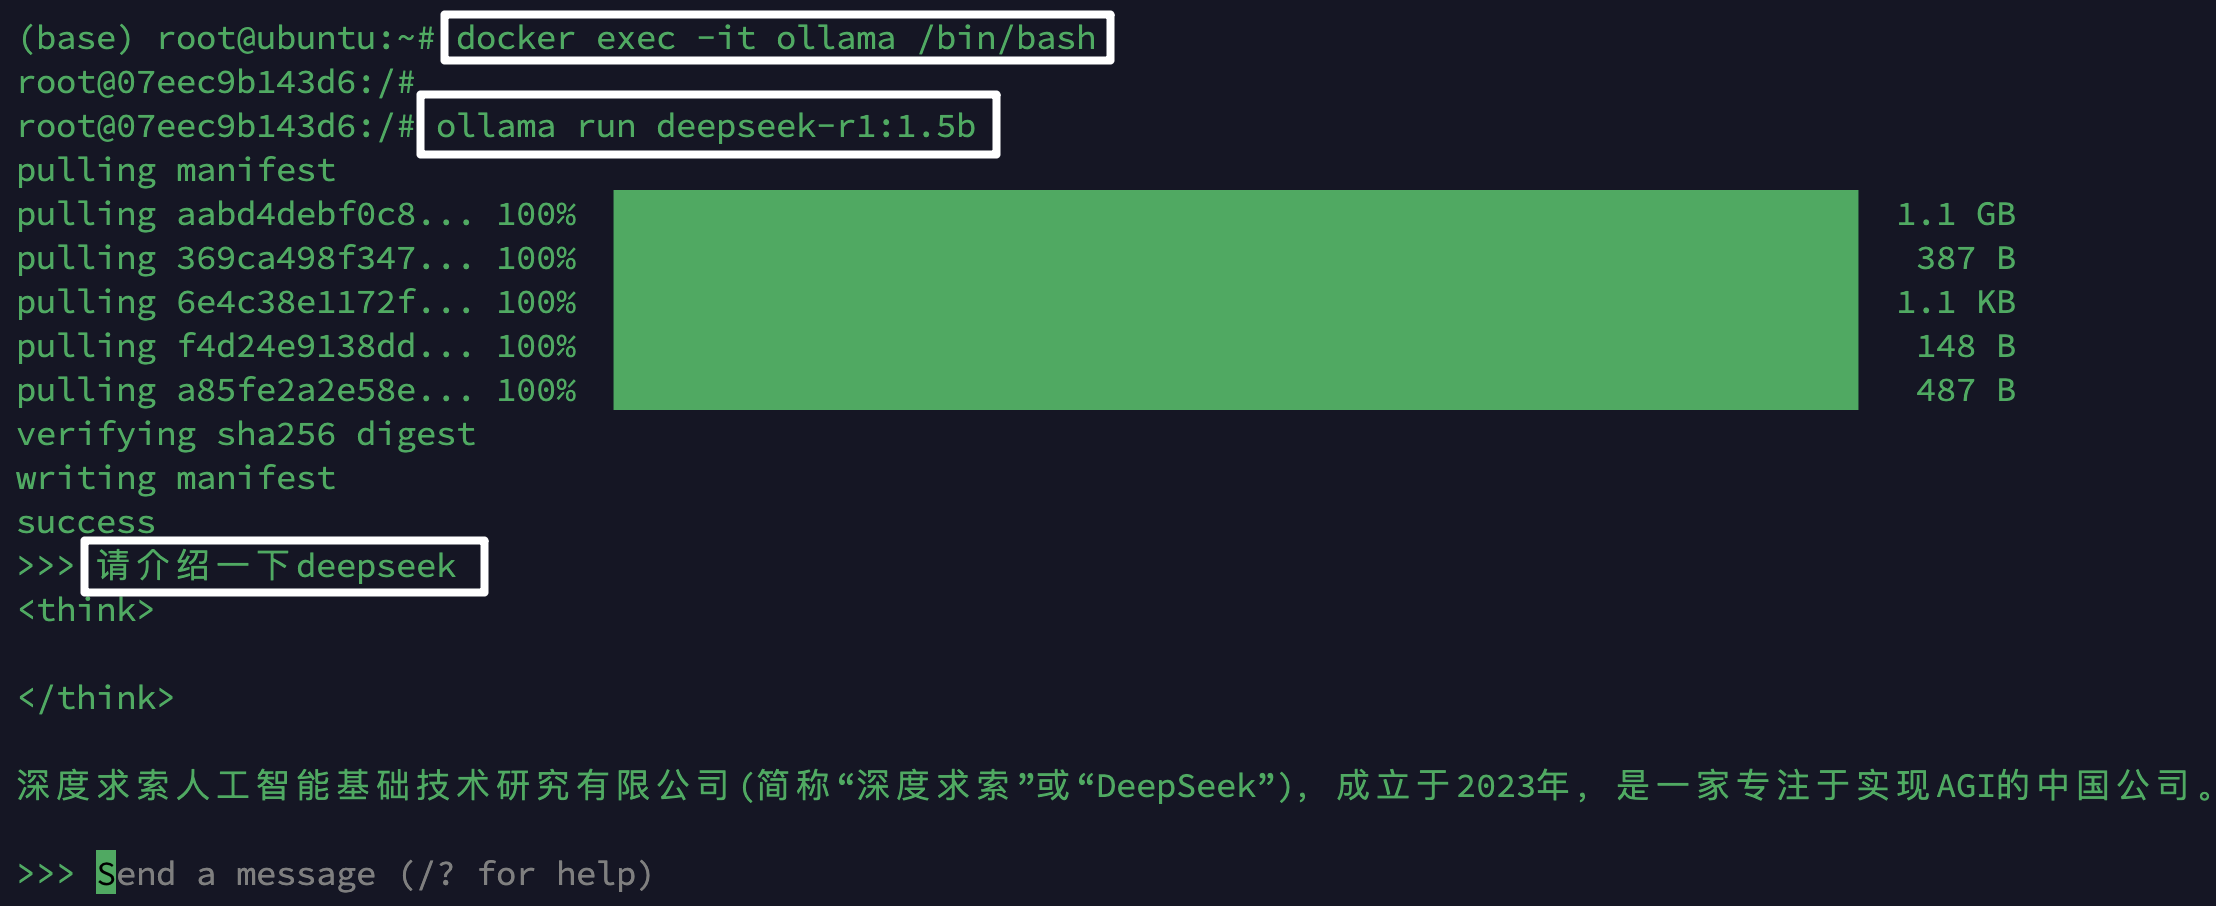 (base) root@ubuntu:~# docker exec -it ollama /bin/bash
root@07eec9b143d6:/#
root@07eec9b143d6:/# ollama run deepseek-r1:1.5b
pulling manifest
pulling aabd4debf0c8... 100% 1.1 GB
pulling 369ca498f347... 100% 387 B
pulling 6e4c38e1172f... 100% 1.1 KB
pulling f4d24e9138dd... 100% 148 B
pulling a85fe2a2e58e... 100% 487 B
verifying sha256 digest
writing manifest
success
>>> 请介绍一下deepseek
<think>
</think>
深度求索人工智能基础技术研究有限公司(简称“深度求索”或“DeepSeek”)，成立于2023年，是一家专注于实现AGI的中国公司。
>>> Send a message (/? for help)